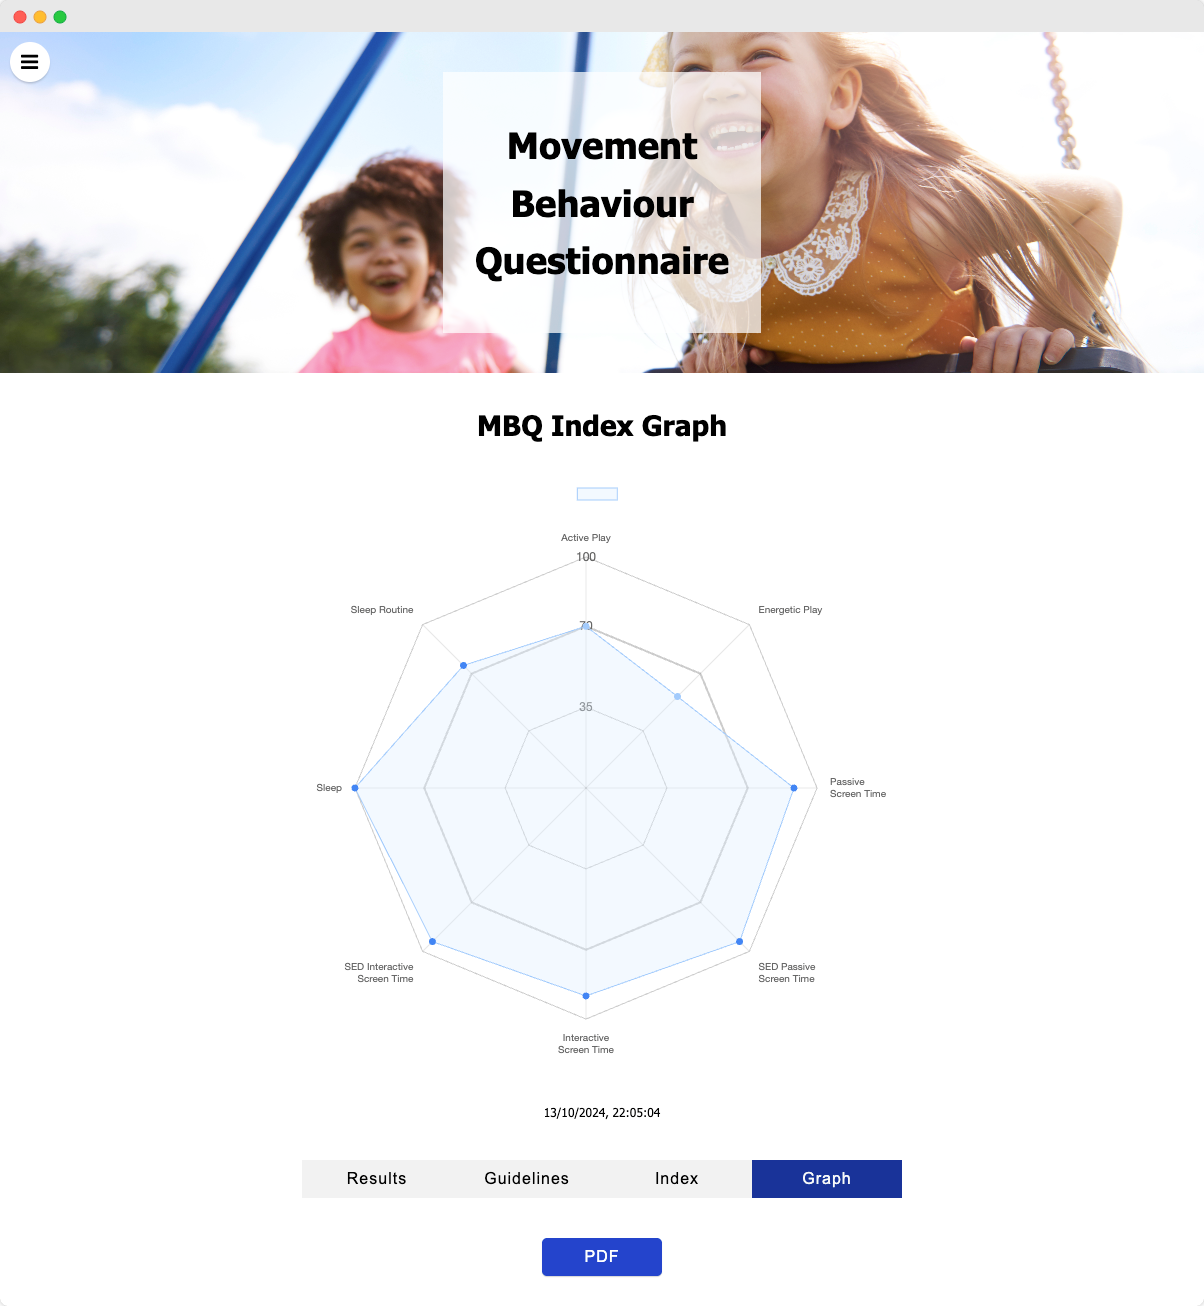 Movement
Behaviour
Questionnaire
MBQ Index Graph
Active Play
100
Sleep Routine
Energetic Play
70
35
Sleep
Passive
Screen Time
SED Interactive
Screen Time
SED Passive
Screen Time
Interactive
Screen Time
13/10/2024, 22:05:04
Results
Guidelines
Index
Graph
PDF